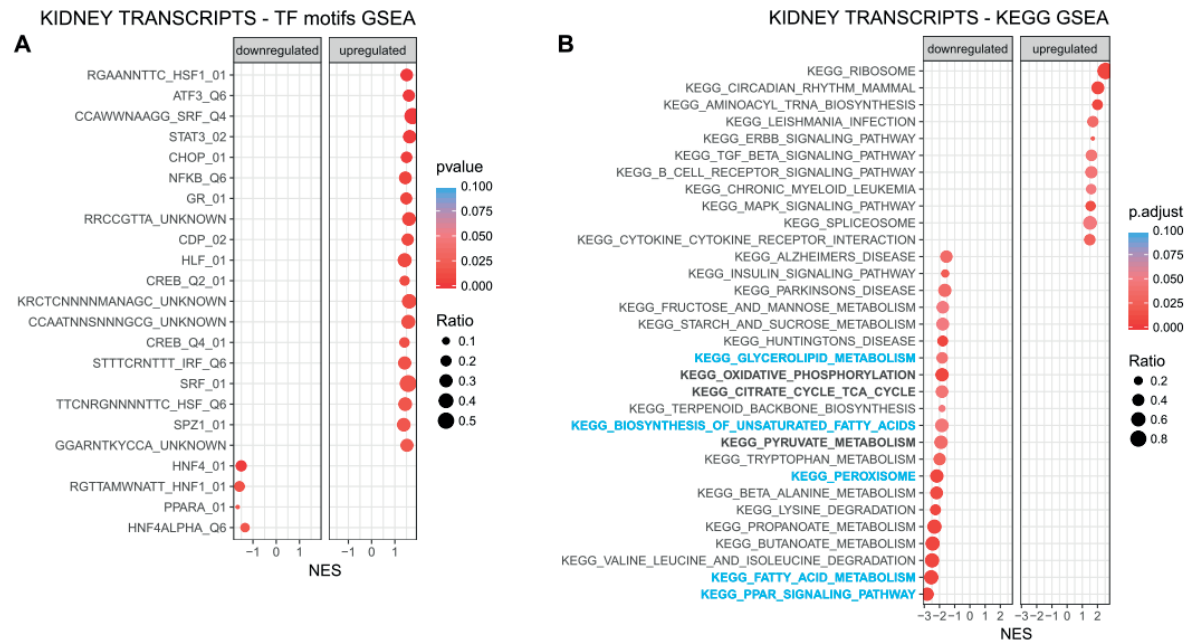 KIDNEY TRANSCRIPTS - TF motifs GSEA
A
downregulated
upregulated
RGAANNTTC_HSF1_01
ATF3_Q6
CCAWWNAAGG_SRF_Q4
STAT3_02
CHOP_01
NFKB_Q6
GR_01
RRCCGTTA_UNKNOWN
CDP_02
HLF_01
CREB_Q2_01
KRCTCNNNNMANAGC_UNKNOWN
CCAATNNSNNNGCG_UNKNOWN
CREB_Q4_01
STTTCRNTTT_IRF_Q6
SRF_01
TTCNRGNNNNTTC_HSF_Q6
SPZ1_01
GGARNTKYCCA_UNKNOWN
HNF4_01
RGTTAMWNATT_HNF1_01
PPARA_01
HNF4ALPHA_Q6
−1 0 1 −1 0 1
NES
pvalue
0.100
0.075
0.050
0.025
0.000
Ratio
0.1
0.2
0.3
0.4
0.5
KIDNEY TRANSCRIPTS - KEGG GSEA
B
downregulated
upregulated
KEGG_RIBOSOME
KEGG_CIRCADIAN_RHYTHM_MAMMAL
KEGG_AMINOACYL_TRNA_BIOSYNTHESIS
KEGG_LEISHMANIA_INFECTION
KEGG_ERBB_SIGNALING_PATHWAY
KEGG_TGF_BETA_SIGNALING_PATHWAY
KEGG_B_CELL_RECEPTOR_SIGNALING_PATHWAY
KEGG_CHRONIC_MYELOID_LEUKEMIA
KEGG_MAPK_SIGNALING_PATHWAY
KEGG_SPLICEOSOME
KEGG_CYTOKINE_CYTOKINE_RECEPTOR_INTERACTION
KEGG_ALZHEIMERS_DISEASE
KEGG_INSULIN_SIGNALING_PATHWAY
KEGG_PARKINSONS_DISEASE
KEGG_FRUCTOSE_AND_MANNOSE_METABOLISM
KEGG_STARCH_AND_SUCROSE_METABOLISM
KEGG_HUNTINGTONS_DISEASE
KEGG_GLYCEROLIPID_METABOLISM
KEGG_OXIDATIVE_PHOSPHORYLATION
KEGG_CITRATE_CYCLE_TCA_CYCLE
KEGG_TERPENOID_BACKBONE_BIOSYNTHESIS
KEGG_BIOSYNTHESIS_OF_UNSATURATED_FATTY_ACIDS
KEGG_PYRUVATE_METABOLISM
KEGG_TRYPTOPHAN_METABOLISM
KEGG_PEROXISOME
KEGG_BETA_ALANINE_METABOLISM
KEGG_LYSINE_DEGRADATION
KEGG_PROPANOATE_METABOLISM
KEGG_BUTANOATE_METABOLISM
KEGG_VALINE_LEUCINE_AND_ISOLEUCINE_DEGRADATION
KEGG_FATTY_ACID_METABOLISM
KEGG_PPAR_SIGNALING_PATHWAY
−3−2−1 0 1 2 −3−2−1 0 1 2
NES
p.adjust
0.100
0.075
0.050
0.025
0.000
Ratio
0.2
0.4
0.6
0.8